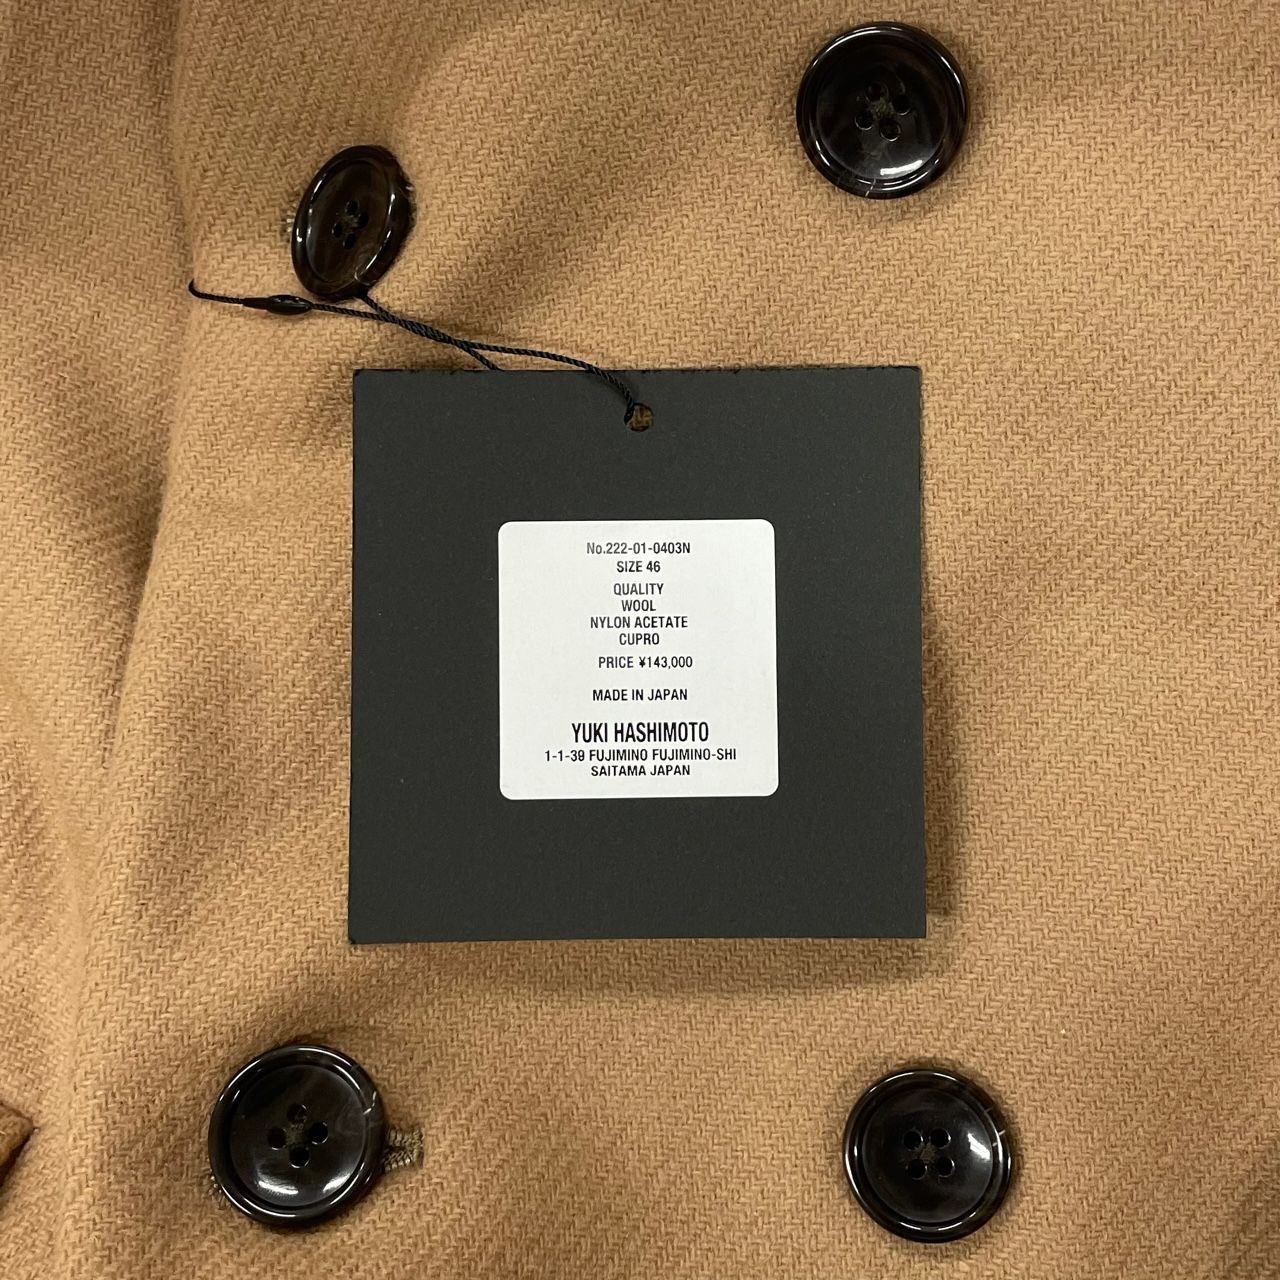 No.222-01-0403N
SIZE 46
QUALITY
WOOL
NYLON ACETATE
CUPRO
PRICE ¥143,000
MADE IN JAPAN
YUKI HASHIMOTO
1-1-39 FUJIMINO FUJIMINO-SHI
SAITAMA JAPAN